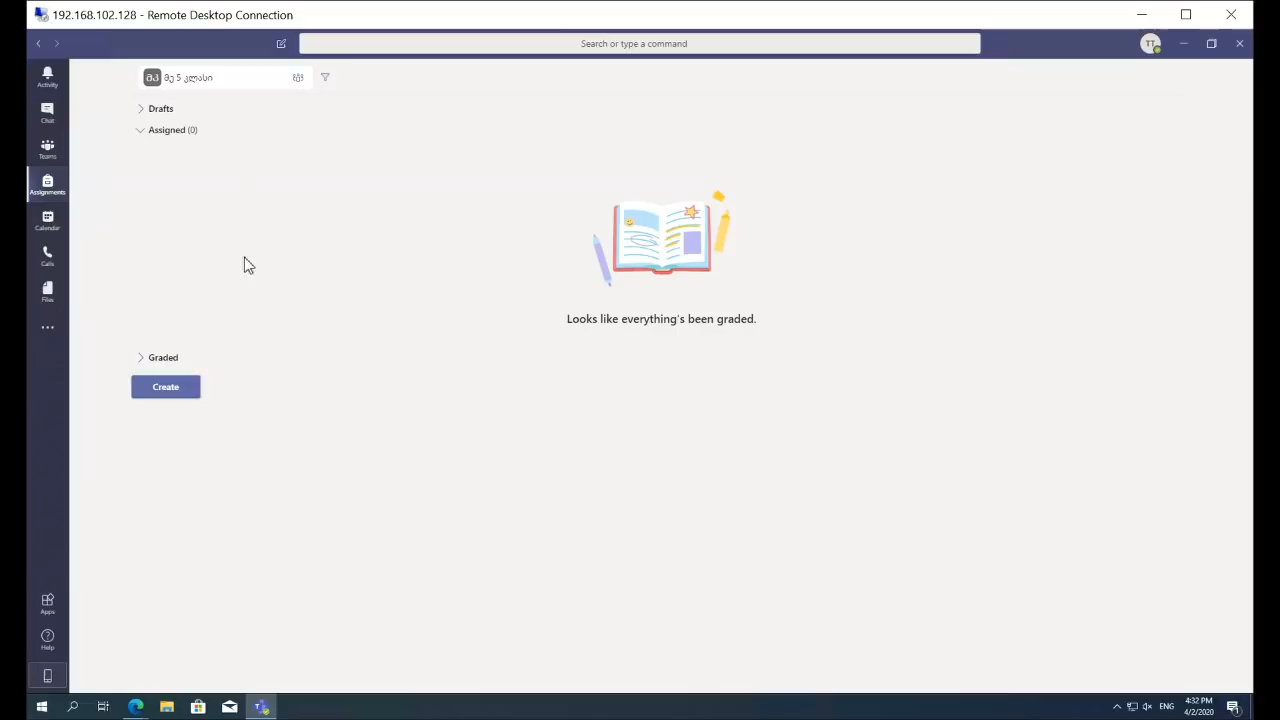 192.168.102.128 - Remote Desktop Connection
Search or type a command
TT
Activity
Chat
Teams
Assignments
Calendar
Calls
Files
Apps
Help
მკ მე 5 კლასი
Drafts
Assigned (0)
Looks like everything's been graded.
Graded
Create
ENG
4:32 PM
4/2/2020
1